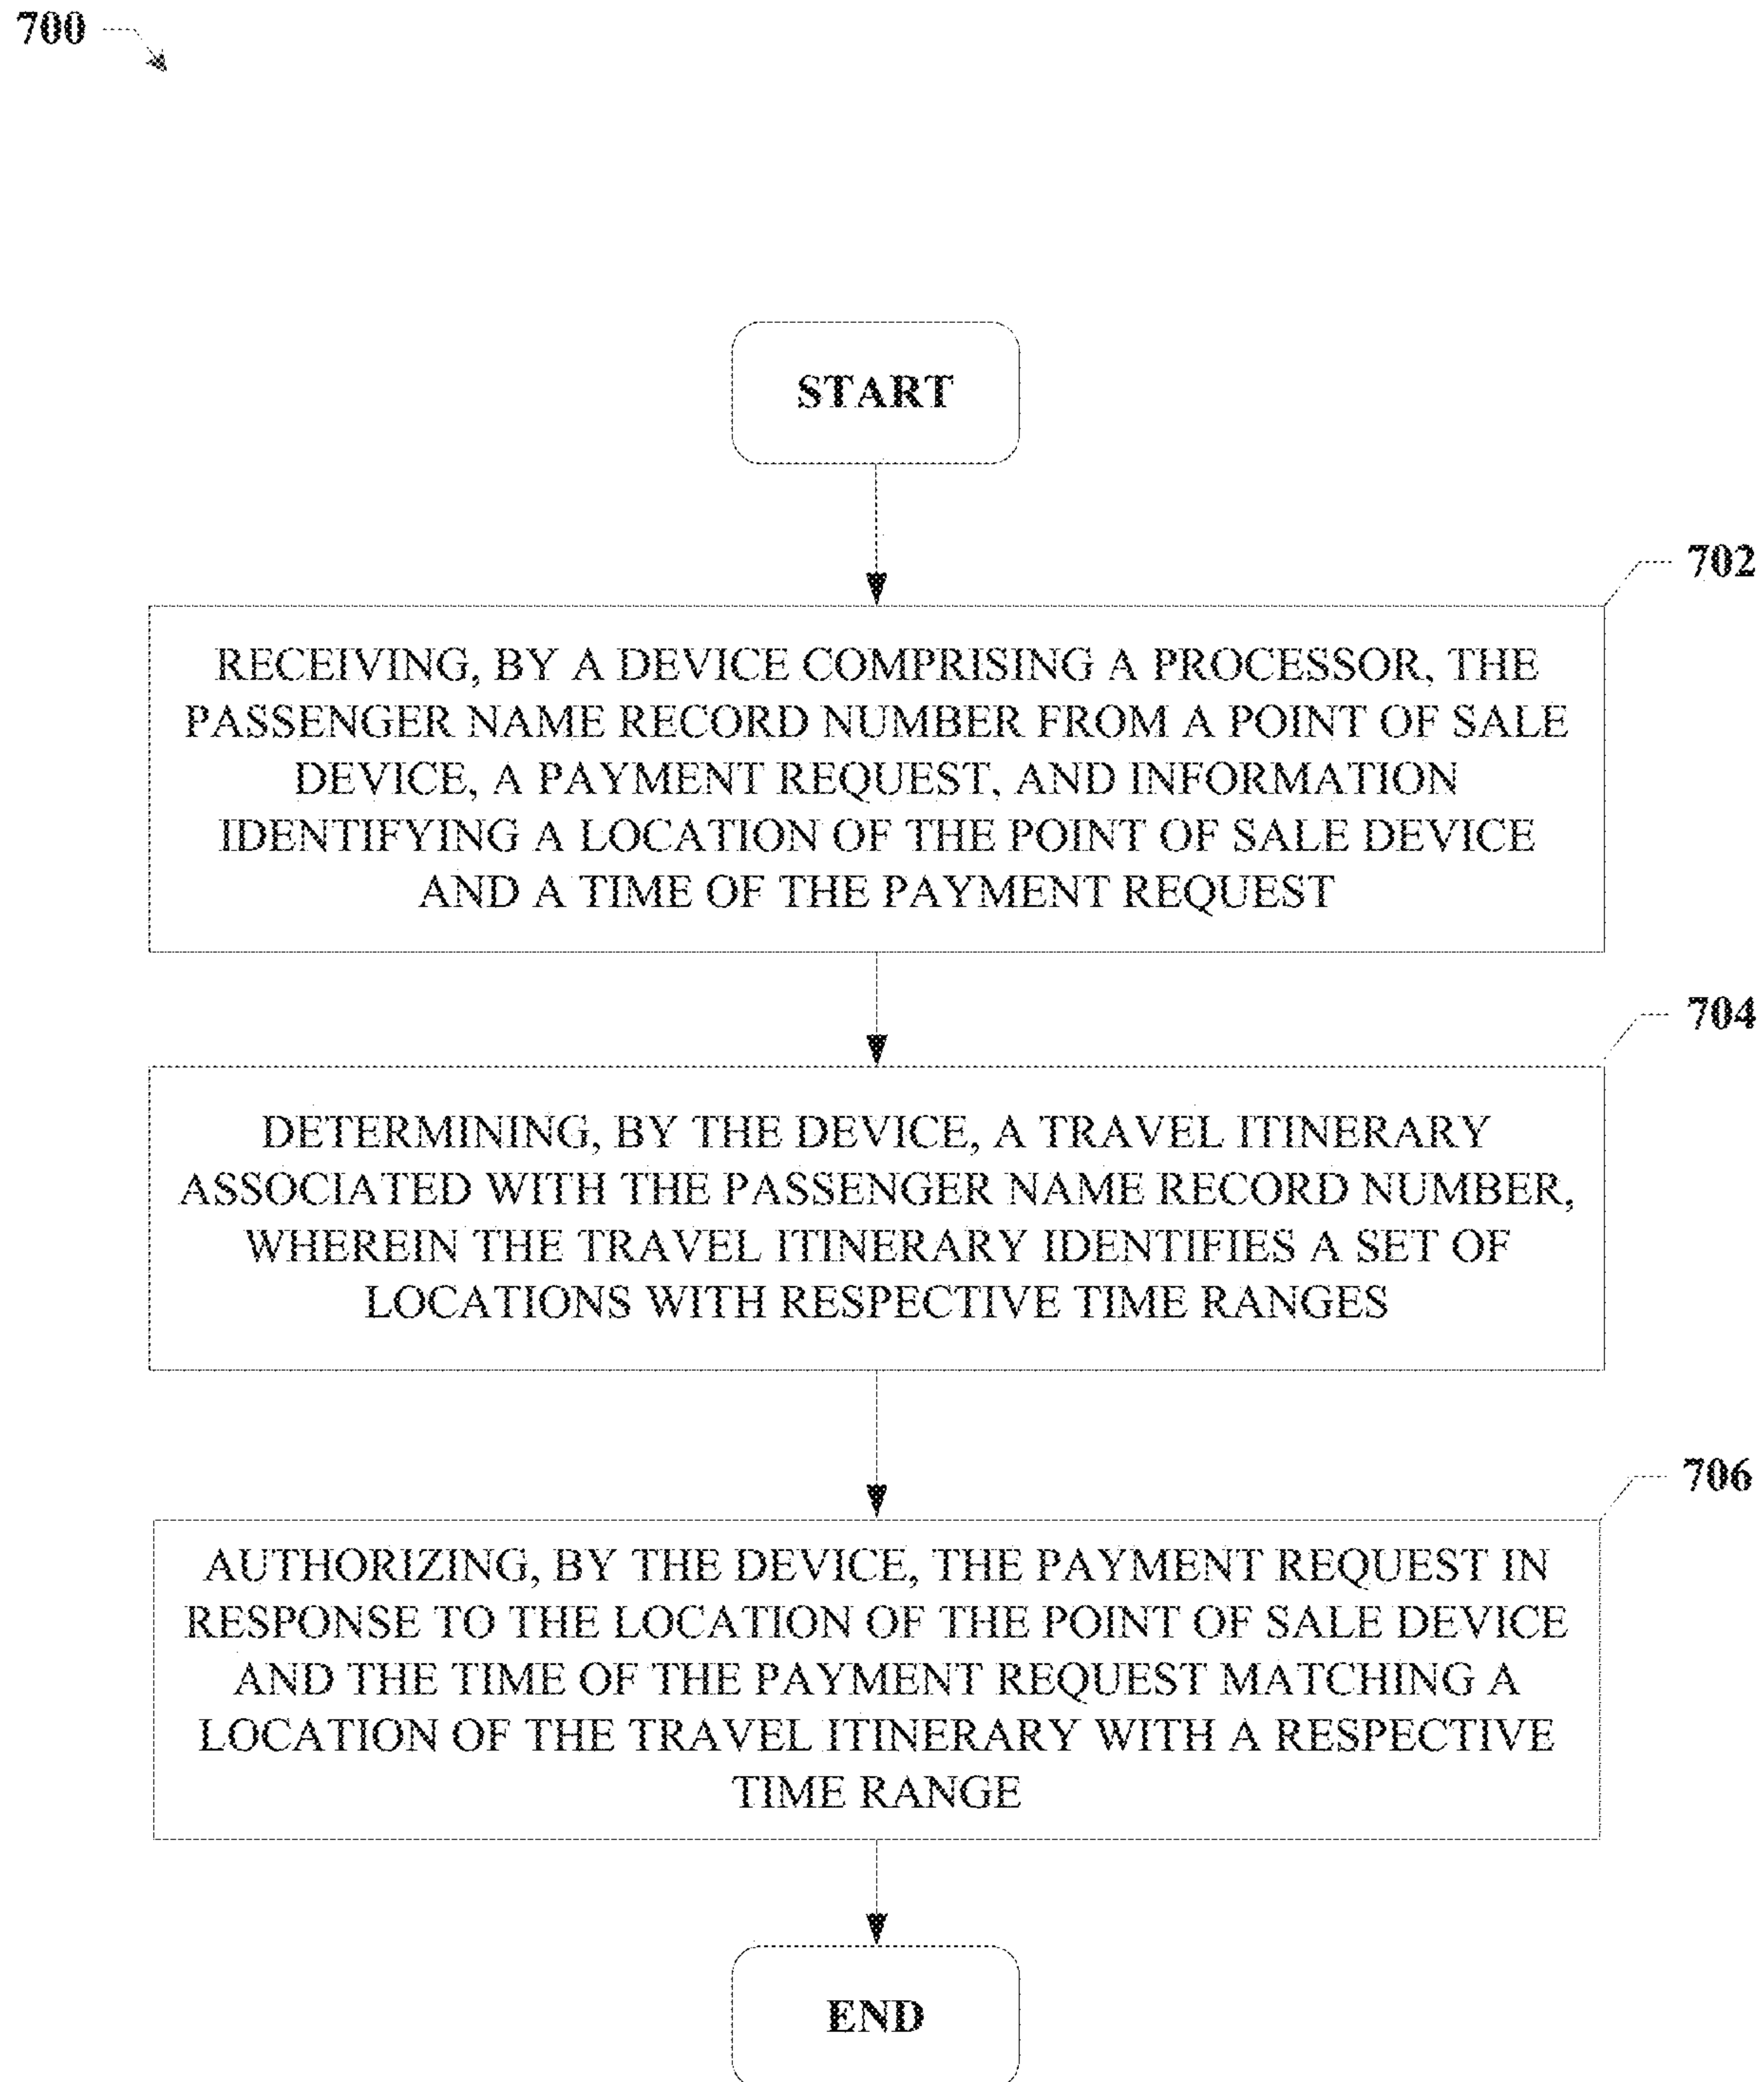 700
START
702
RECEIVING, BY A DEVICE COMPRISING A PROCESSOR, THE
PASSENGER NAME RECORD NUMBER FROM A POINT OF SALE
DEVICE, A PAYMENT REQUEST, AND INFORMATION
IDENTIFYING A LOCATION OF THE POINT OF SALE DEVICE
AND A TIME OF THE PAYMENT REQUEST
704
DETERMINING, BY THE DEVICE, A TRAVEL ITINERARY
ASSOCIATED WITH THE PASSENGER NAME RECORD NUMBER,
WHEREIN THE TRAVEL ITINERARY IDENTIFIES A SET OF
LOCATIONS WITH RESPECTIVE TIME RANGES
706
AUTHORIZING, BY THE DEVICE, THE PAYMENT REQUEST IN
RESPONSE TO THE LOCATION OF THE POINT OF SALE DEVICE
AND THE TIME OF THE PAYMENT REQUEST MATCHING A
LOCATION OF THE TRAVEL ITINERARY WITH A RESPECTIVE
TIME RANGE
END